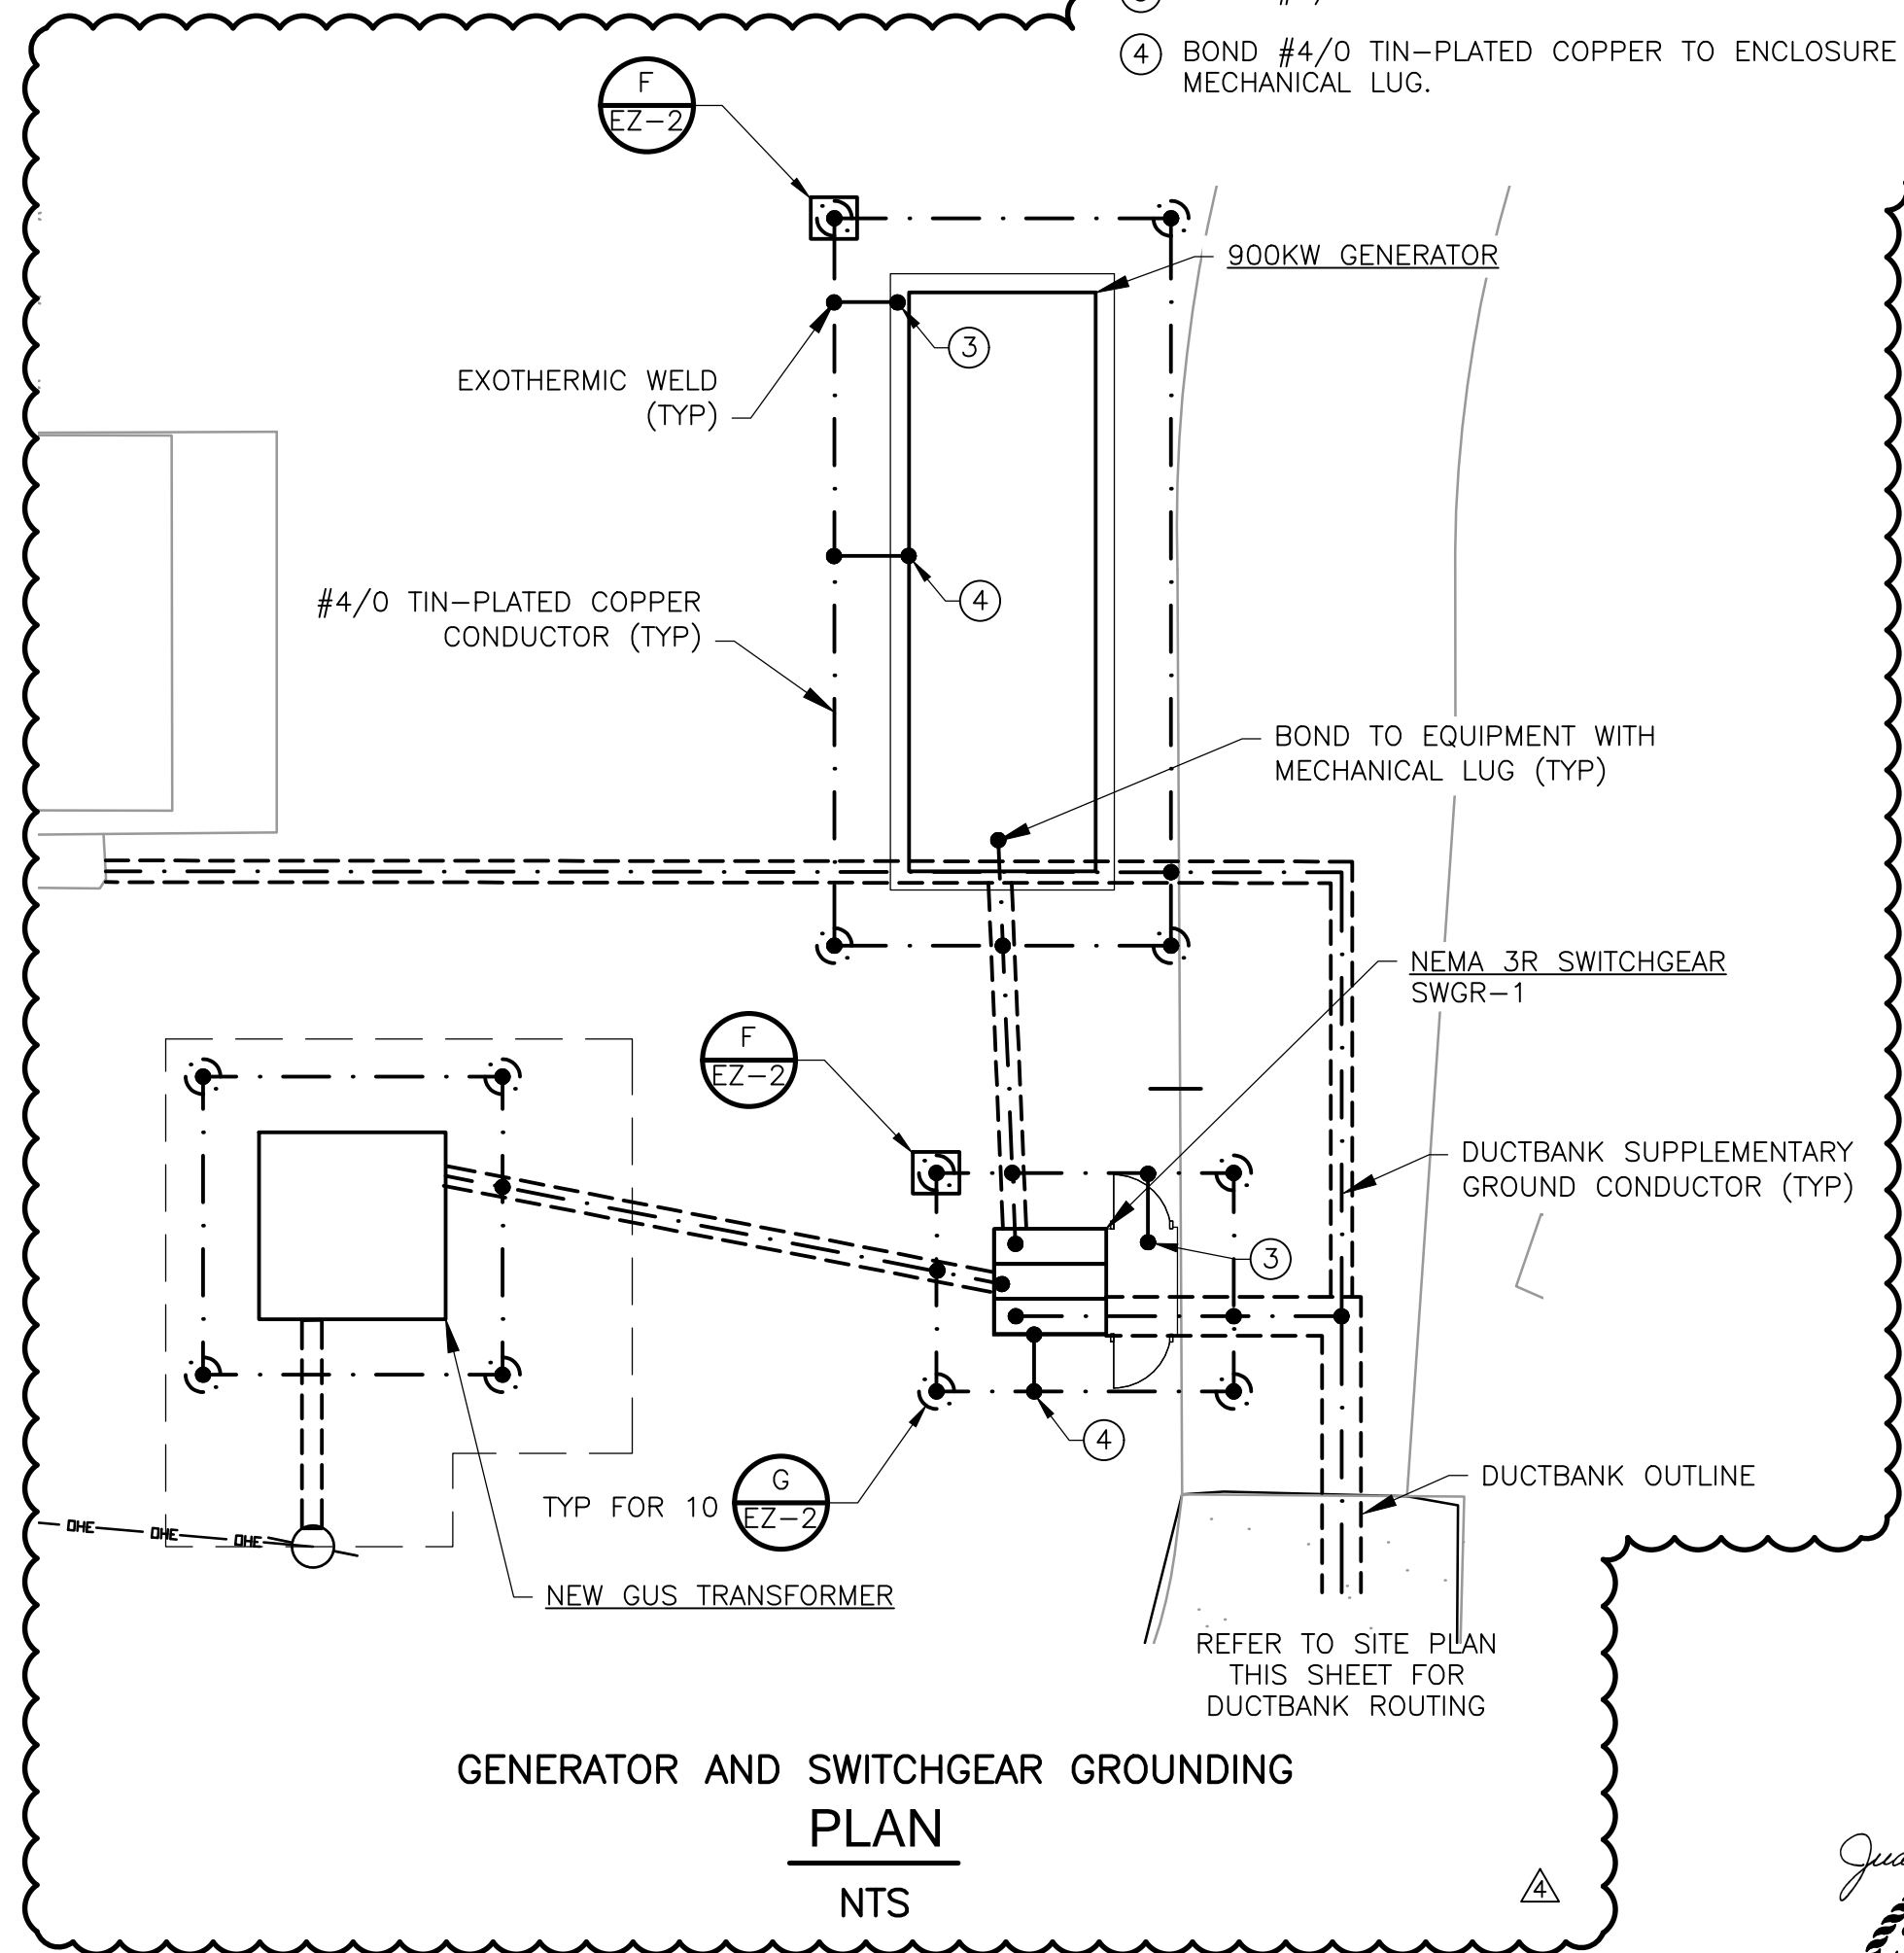 4 BOND #4/0 TIN-PLATED COPPER TO ENCLOSURE
MECHANICAL LUG.
F
EZ-2
900KW GENERATOR
3
EXOTHERMIC WELD
(TYP)
4
#4/0 TIN-PLATED COPPER
CONDUCTOR (TYP)
BOND TO EQUIPMENT WITH
MECHANICAL LUG (TYP)
NEMA 3R SWITCHGEAR
SWGR-1
F
EZ-2
DUCTBANK SUPPLEMENTARY
GROUND CONDUCTOR (TYP)
3
4
DUCTBANK OUTLINE
TYP FOR 10
G
EZ-2
OHE OHE OHE
NEW GUS TRANSFORMER
REFER TO SITE PLAN
THIS SHEET FOR
DUCTBANK ROUTING
GENERATOR AND SWITCHGEAR GROUNDING
PLAN
NTS
4